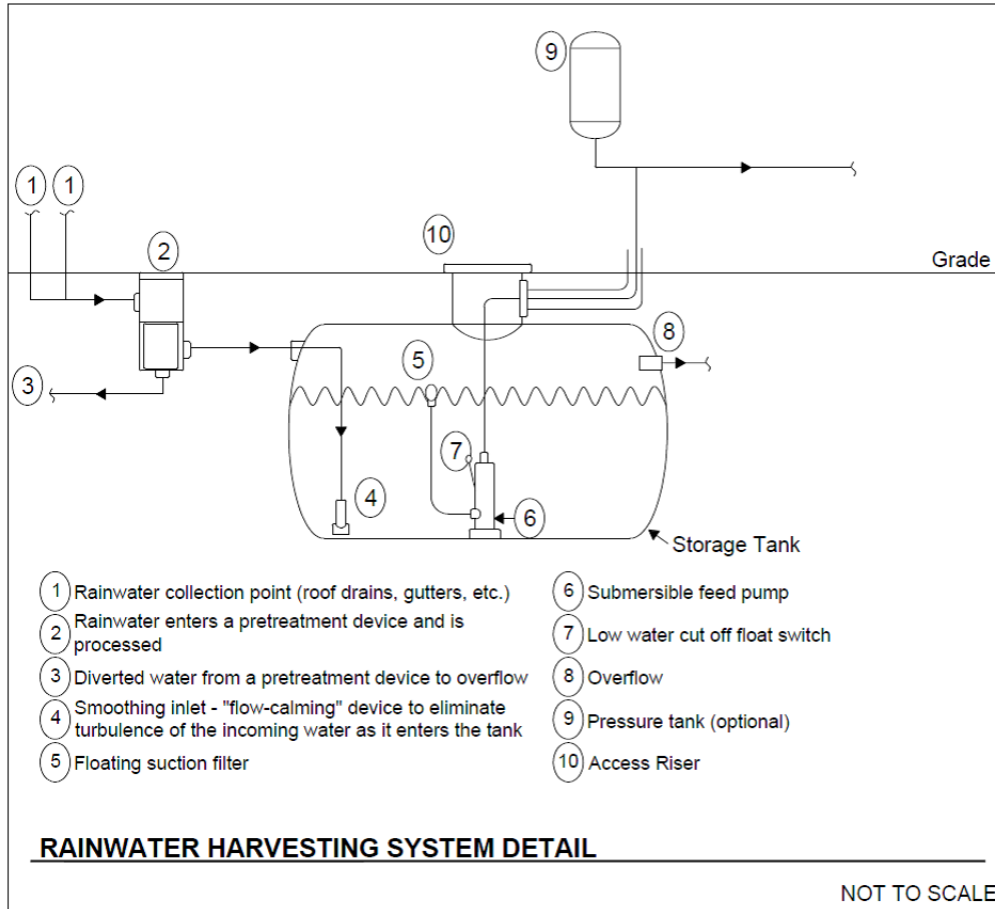 9
1 1
10
2
Grade
8
5
3
7
4
6
Storage Tank
1 Rainwater collection point (roof drains, gutters, etc.)
2 Rainwater enters a pretreatment device and is
processed
3 Diverted water from a pretreatment device to overflow
4 Smoothing inlet - "flow-calming" device to eliminate
turbulence of the incoming water as it enters the tank
5 Floating suction filter
6 Submersible feed pump
7 Low water cut off float switch
8 Overflow
9 Pressure tank (optional)
10 Access Riser
RAINWATER HARVESTING SYSTEM DETAIL
NOT TO SCALE